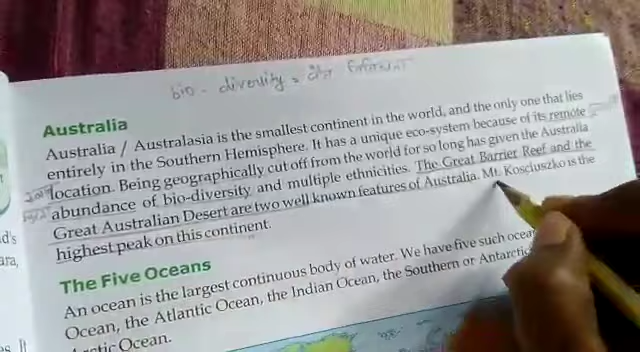 bio - diversity =
Australia
Australia / Australasia is the smallest continent in the world, and the only one that lies
entirely in the Southern Hemisphere. It has a unique eco-system because of its remote
location. Being geographically cut off from the world for so long has given the Australia
abundance of bio-diversity and multiple ethnicities. The Great Barrier Reef and the
Great Australian Desert are two well known features of Australia. Mt. Kosciuszko is the
highest peak on this continent.
The Five Oceans
An ocean is the largest continuous body of water. We have five such
Ocean, the Atlantic Ocean, the Indian Ocean, the Southern or
Arctic Ocean.